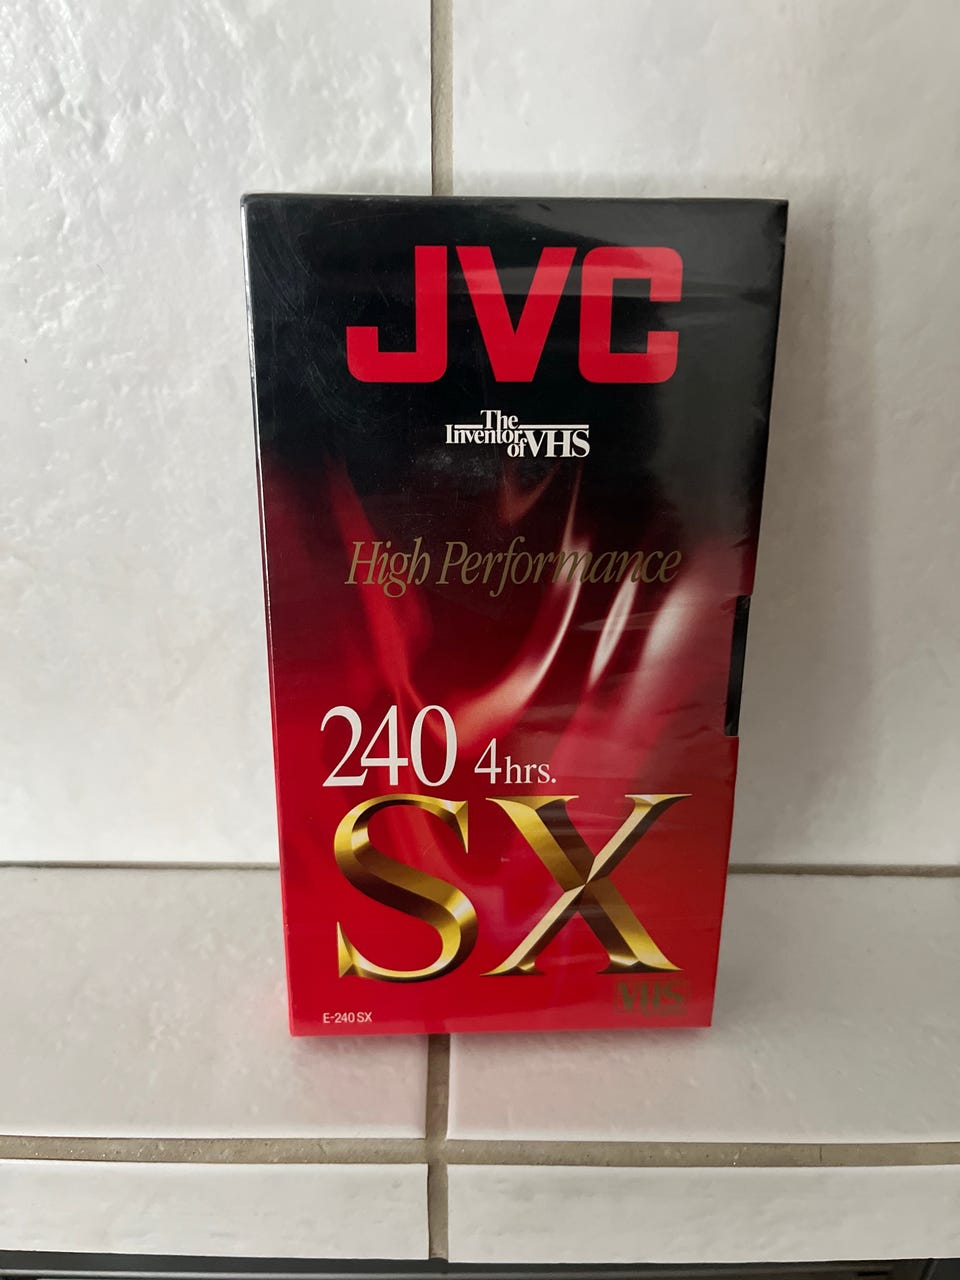 JVC
The
Inventor
of VHS
High Performance
240 4hrs.
SX
VHS
E-240 SX